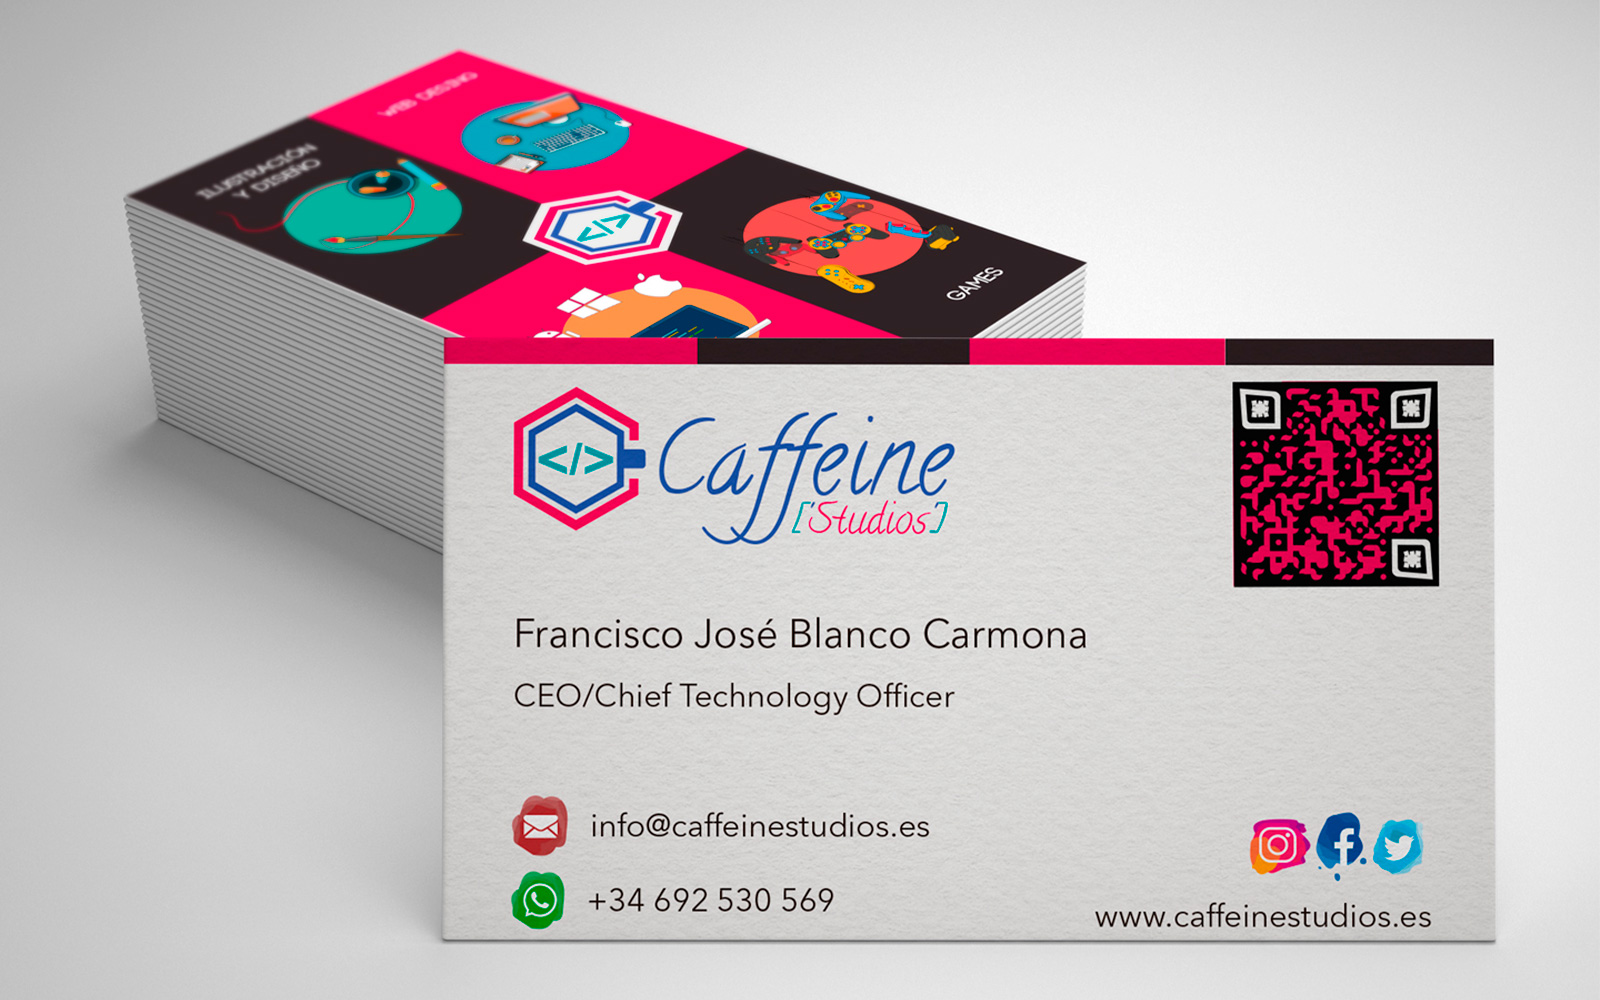 WEB DESING
ILUSTRACIÓN
Y DISEÑO
</>
GAMES
</>
Caffeine
['Studios']
Francisco José Blanco Carmona
CEO/Chief Technology Officer
info@caffeinestudios.es
+34 692 530 569
www.caffeinestudios.es